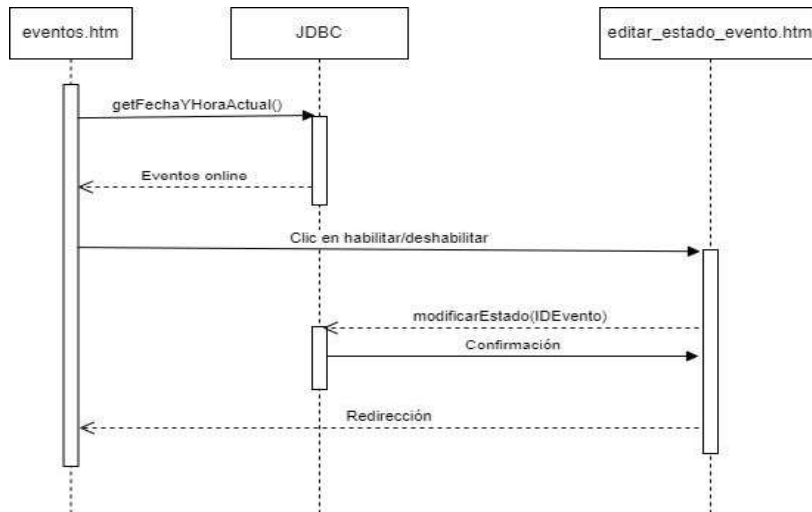 eventos.htm
JDBC
editar_estado_evento.htm
getFechaYHoraActual()
Eventos online
Clic en habilitar/deshabilitar
modificarEstado(IDEvento)
Confirmación
Redirección